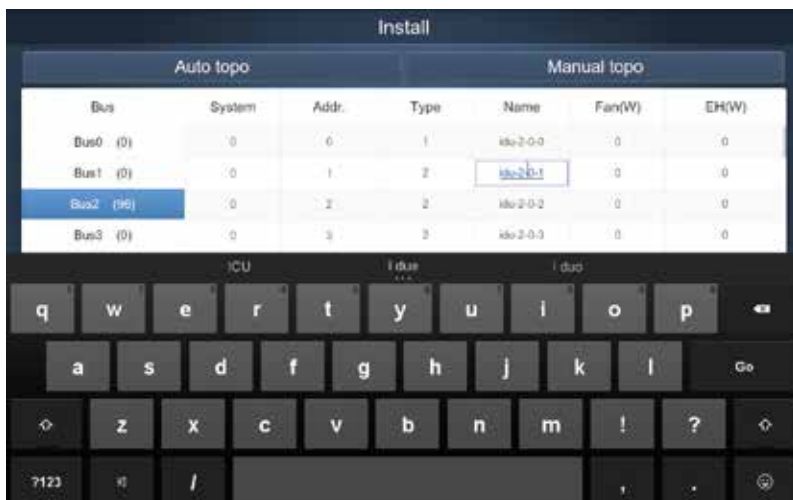 Install
Auto topo Manual topo
Bus System Addr. Type Name Fan(W) EH(W)
Bus0 (0) 0 0 1 idu-2-0-0 0 0
Bus1 (0) 0 1 2 idu-2-0-1 0 0
Bus2 (96) 0 2 2 idu-2-0-2 0 0
Bus3 (0) 0 3 2 idu-2-0-3 0 0
ICU I due I duo
q w e r t y u i o p
a s d f g h j k l Go
z x c v b n m ! ?
?123 / , .